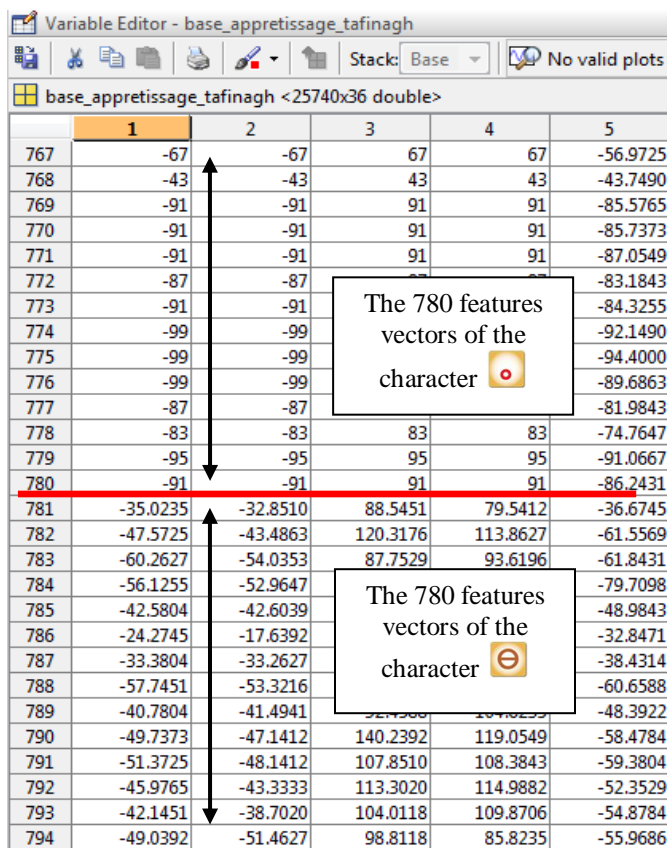 Variable Editor - base_appretissage_tafinagh
Stack: Base No valid plots
base_appretissage_tafinagh <25740x36 double>
1 2 3 4 5
767 -67 -67 67 67 -56.9725
768 -43 -43 43 43 -43.7490
769 -91 -91 91 91 -85.5765
770 -91 -91 91 91 -85.7373
771 -91 -91 91 91 -87.0549
772 -87 -87 -83.1843
773 -91 -91 -84.3255
774 -99 -99 -92.1490
775 -99 -99 -94.4000
776 -99 -99 -89.6863
777 -87 -87 -81.9843
778 -83 -83 83 83 -74.7647
779 -95 -95 95 95 -91.0667
780 -91 -91 91 91 -86.2431
The 780 features
vectors of the
character
781 -35.0235 -32.8510 88.5451 79.5412 -36.6745
782 -47.5725 -43.4863 120.3176 113.8627 -61.5569
783 -60.2627 -54.0353 87.7529 93.6196 -61.8431
784 -56.1255 -52.9647 -79.7098
785 -42.5804 -42.6039 -48.9843
786 -24.2745 -17.6392 -32.8471
787 -33.3804 -33.2627 -38.4314
788 -57.7451 -53.3216 -60.6588
789 -40.7804 -41.4941 -48.3922
790 -49.7373 -47.1412 140.2392 119.0549 -58.4784
791 -51.3725 -48.1412 107.8510 108.3843 -59.3804
792 -45.9765 -43.3333 113.3020 114.9882 -52.3529
793 -42.1451 -38.7020 104.0118 109.8706 -54.8784
794 -49.0392 -51.4627 98.8118 85.8235 -55.9686
The 780 features
vectors of the
character